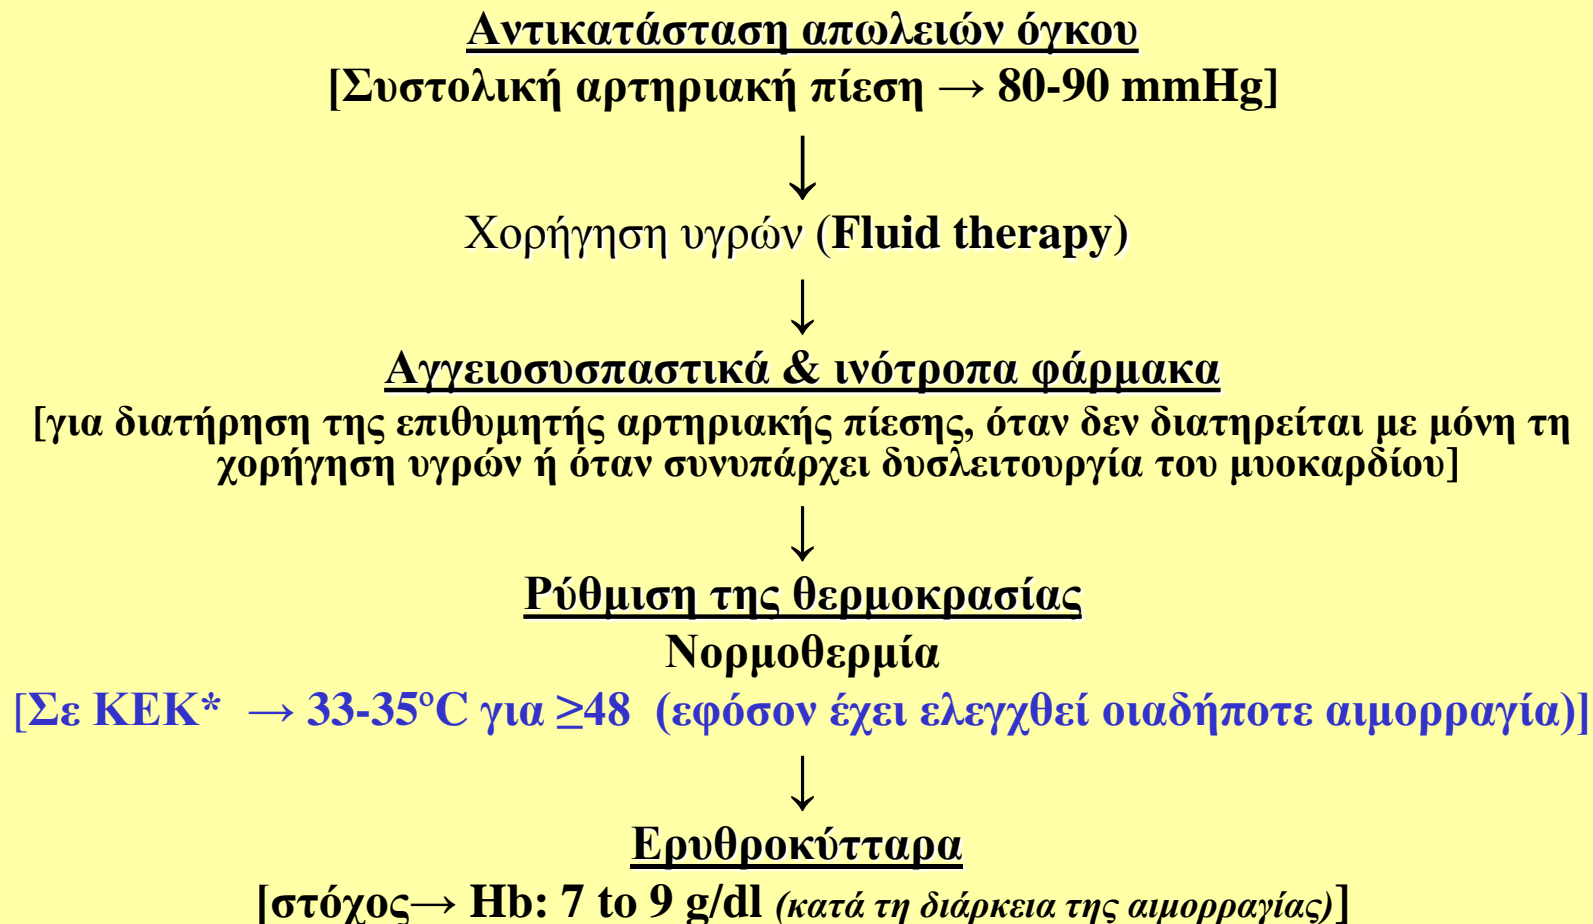 Αντικατάσταση απωλειών όγκου
[Συστολική αρτηριακή πίεση → 80-90 mmHg]
↓
Χορήγηση υγρών (Fluid therapy)
↓
Αγγειοσυσπαστικά & ινότροπα φάρμακα
[για διατήρηση της επιθυμητής αρτηριακής πίεσης, όταν δεν διατηρείται με μόνη τη
χορήγηση υγρών ή όταν συνυπάρχει δυσλειτουργία του μυοκαρδίου]
↓
Ρύθμιση της θερμοκρασίας
Νορμοθερμία
[Σε ΚΕΚ* → 33-35ºC για ≥48 (εφόσον έχει ελεγχθεί οιαδήποτε αιμορραγία)]
↓
Ερυθροκύτταρα
[στόχος→ Hb: 7 to 9 g/dl (κατά τη διάρκεια της αιμορραγίας)]